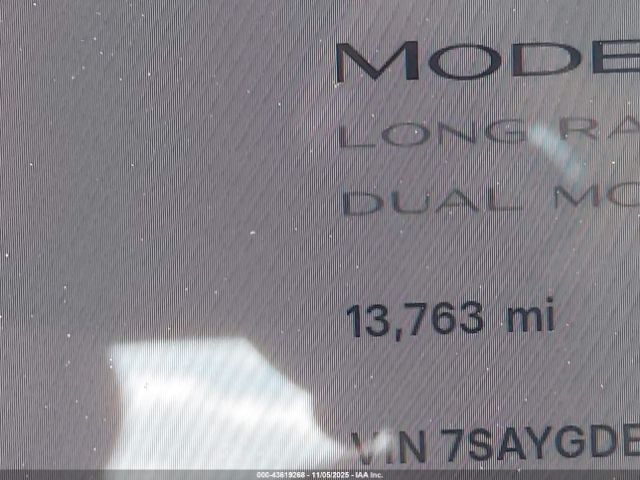 MODE
LONG RA
DUAL MO
13,763 mi
VIN 7SAYGDE
000-43619268 - 11/05/2025 - IAA Inc.